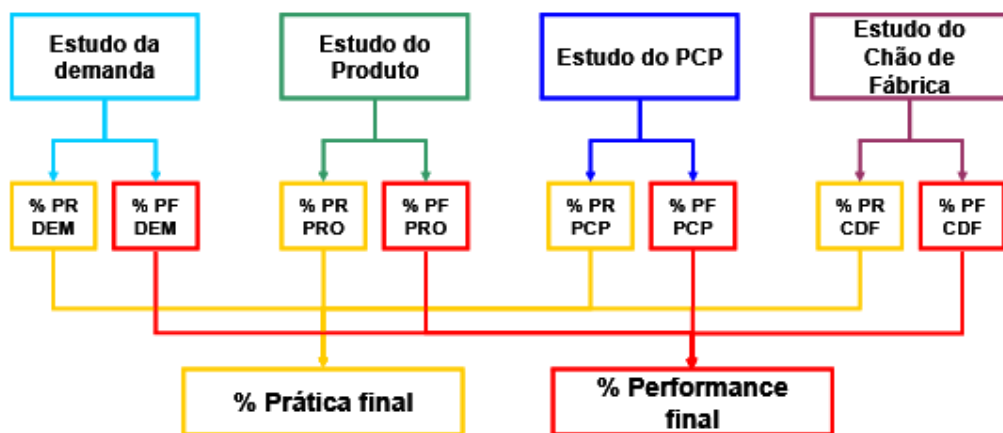 Estudo da
demanda
Estudo do
Produto
Estudo do PCP
Estudo do
Chão de
Fábrica
% PR
DEM
% PF
DEM
% PR
PRO
% PF
PRO
% PR
PCP
% PF
PCP
% PR
CDF
% PF
CDF
% Prática final
% Performance
final